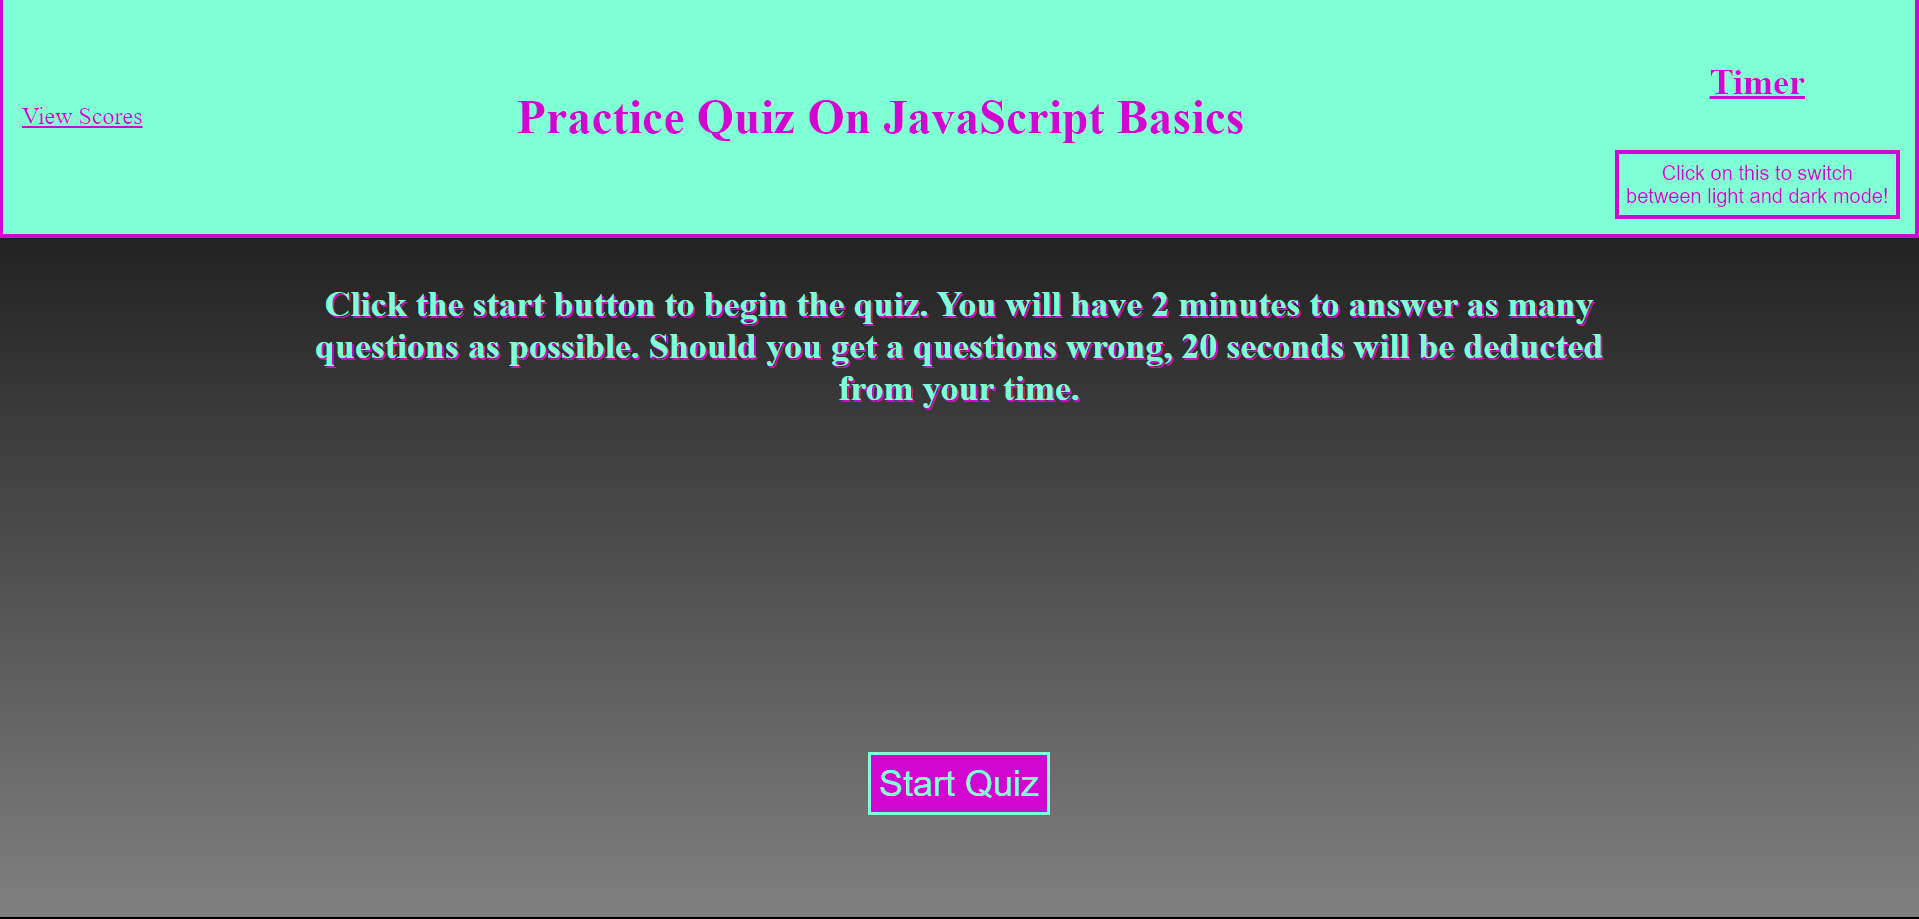 View Scores
Practice Quiz On JavaScript Basics
Timer
Click on this to switch
between light and dark mode!
Click the start button to begin the quiz. You will have 2 minutes to answer as many
questions as possible. Should you get a questions wrong, 20 seconds will be deducted
from your time.
Start Quiz